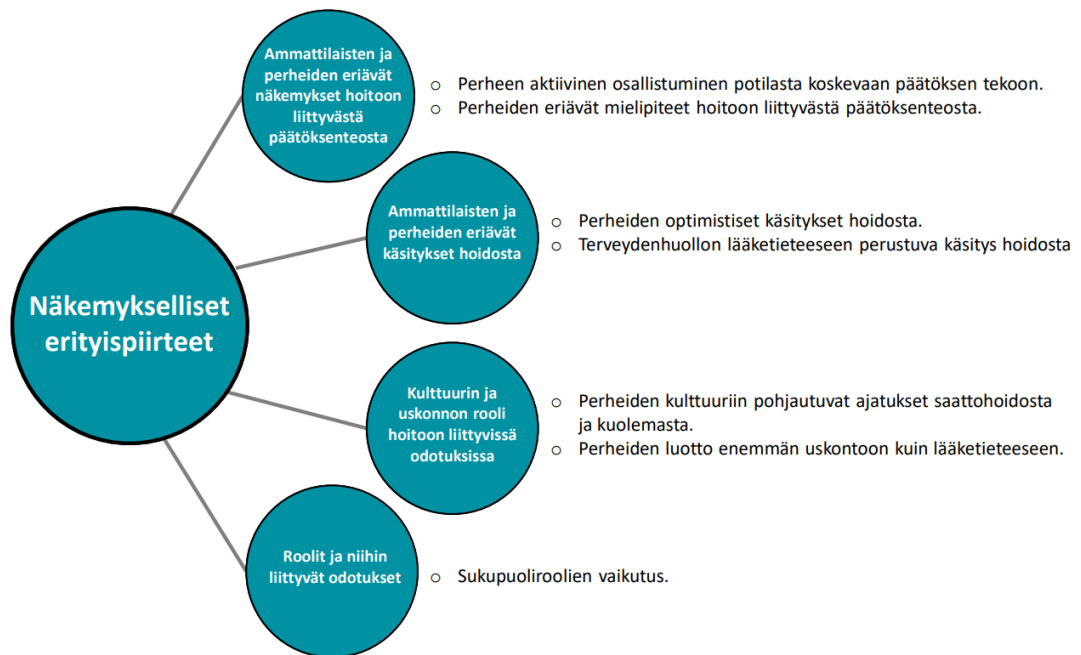 Ammattilaisten ja
perheiden eriävät
näkemykset hoitoon
liittyvästä
päätöksenteosta
o Perheen aktiivinen osallistuminen potilasta koskevaan päätöksen tekoon.
o Perheiden eriävät mielipiteet hoitoon liittyvästä päätöksenteosta.
Ammattilaisten ja
perheiden eriävät
käsitykset hoidosta
o Perheiden optimistiset käsitykset hoidosta.
o Terveydenhuollon lääketieteeseen perustuva käsitys hoidosta
Näkemykselliset
erityispiirteet
Kulttuurin ja
uskonnon rooli
hoitoon liittyvissä
odotuksissa
o Perheiden kulttuuriin pohjautuvat ajatukset saattohoidosta
ja kuolemasta.
o Perheiden luotto enemmän uskontoon kuin lääketieteeseen.
Roolit ja niihin
liittyvät odotukset
o Sukupuoliroolien vaikutus.